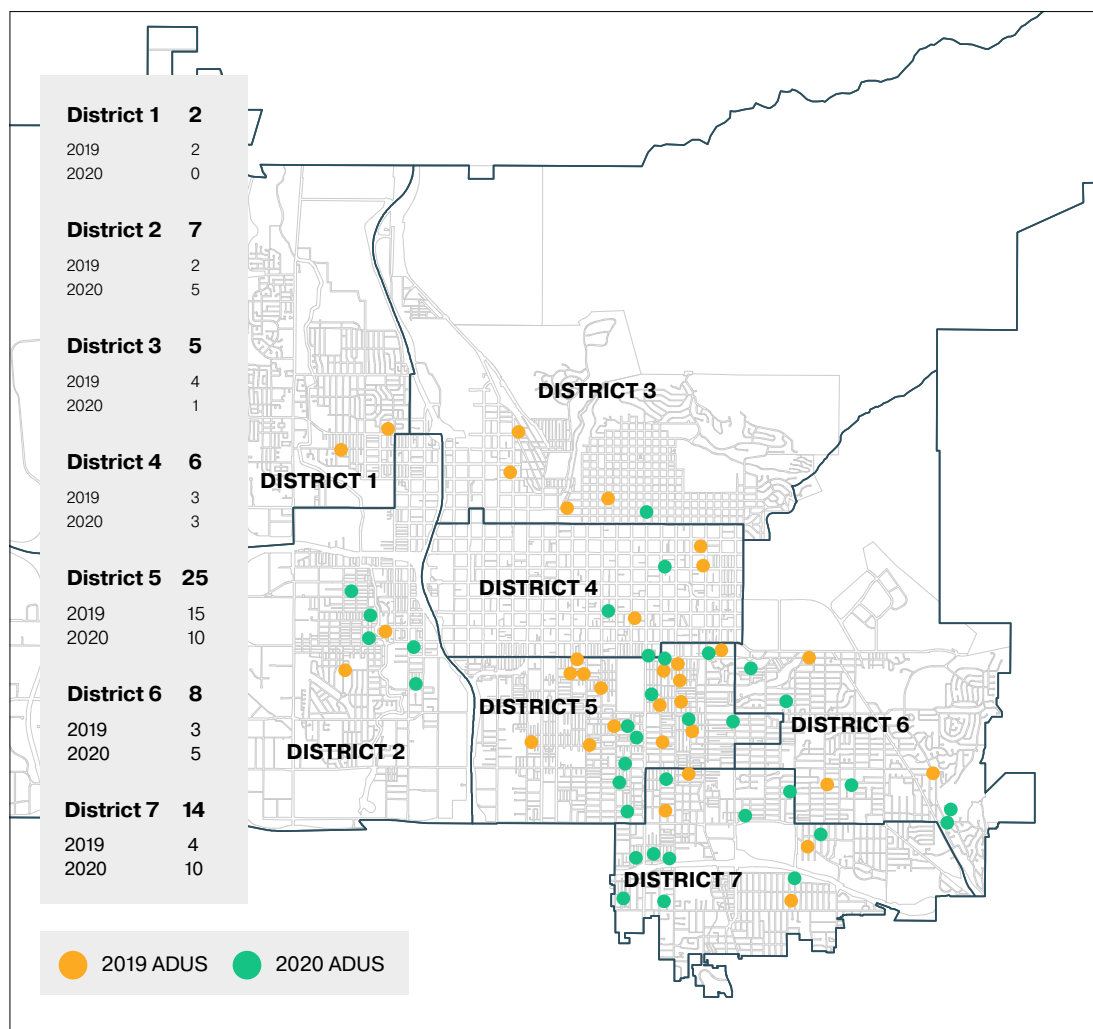 District 1 2
2019 2
2020 0
District 2 7
2019 2
2020 5
District 3 5
2019 4
2020 1
District 4 6
2019 3
2020 3
District 5 25
2019 15
2020 10
District 6 8
2019 3
2020 5
District 7 14
2019 4
2020 10
DISTRICT 3
DISTRICT 1
DISTRICT 4
DISTRICT 5
DISTRICT 6
DISTRICT 2
DISTRICT 7
2019 ADUS
2020 ADUS